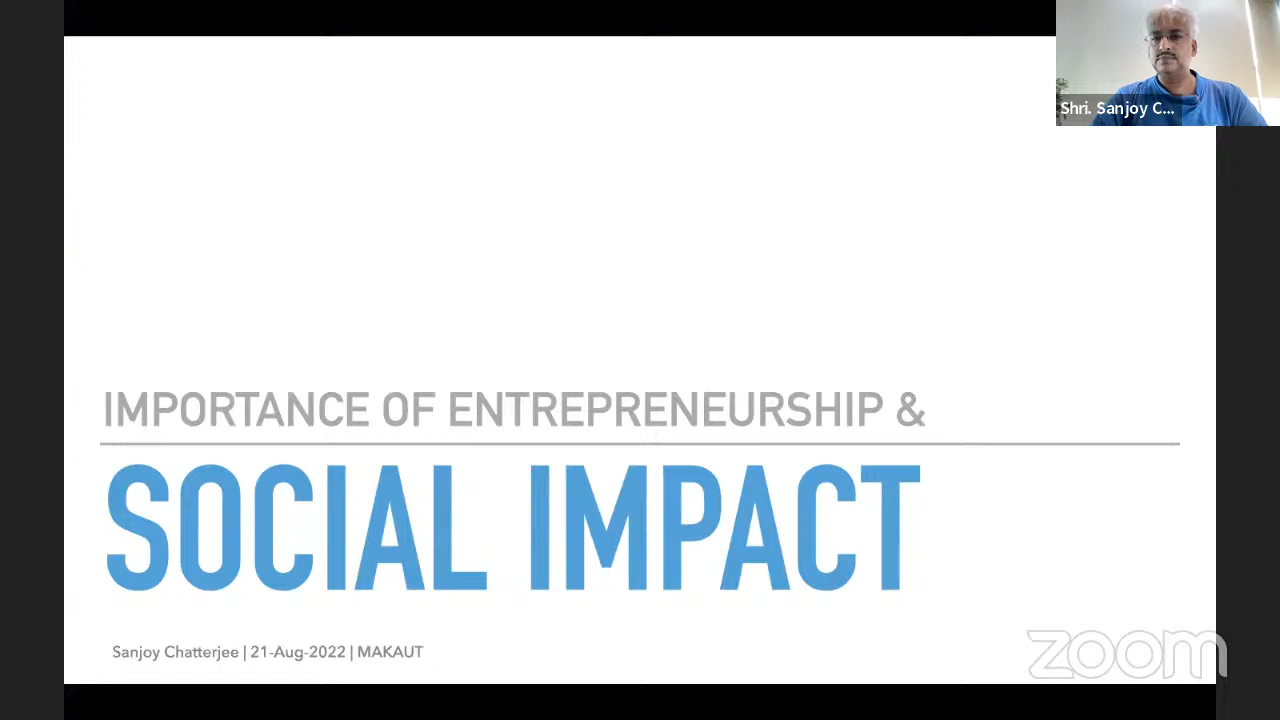 Shri. Sanjoy C...
IMPORTANCE OF ENTREPRENEURSHIP &
SOCIAL IMPACT
Sanjoy Chatterjee | 21-Aug-2022 | MAKAUT
zoom